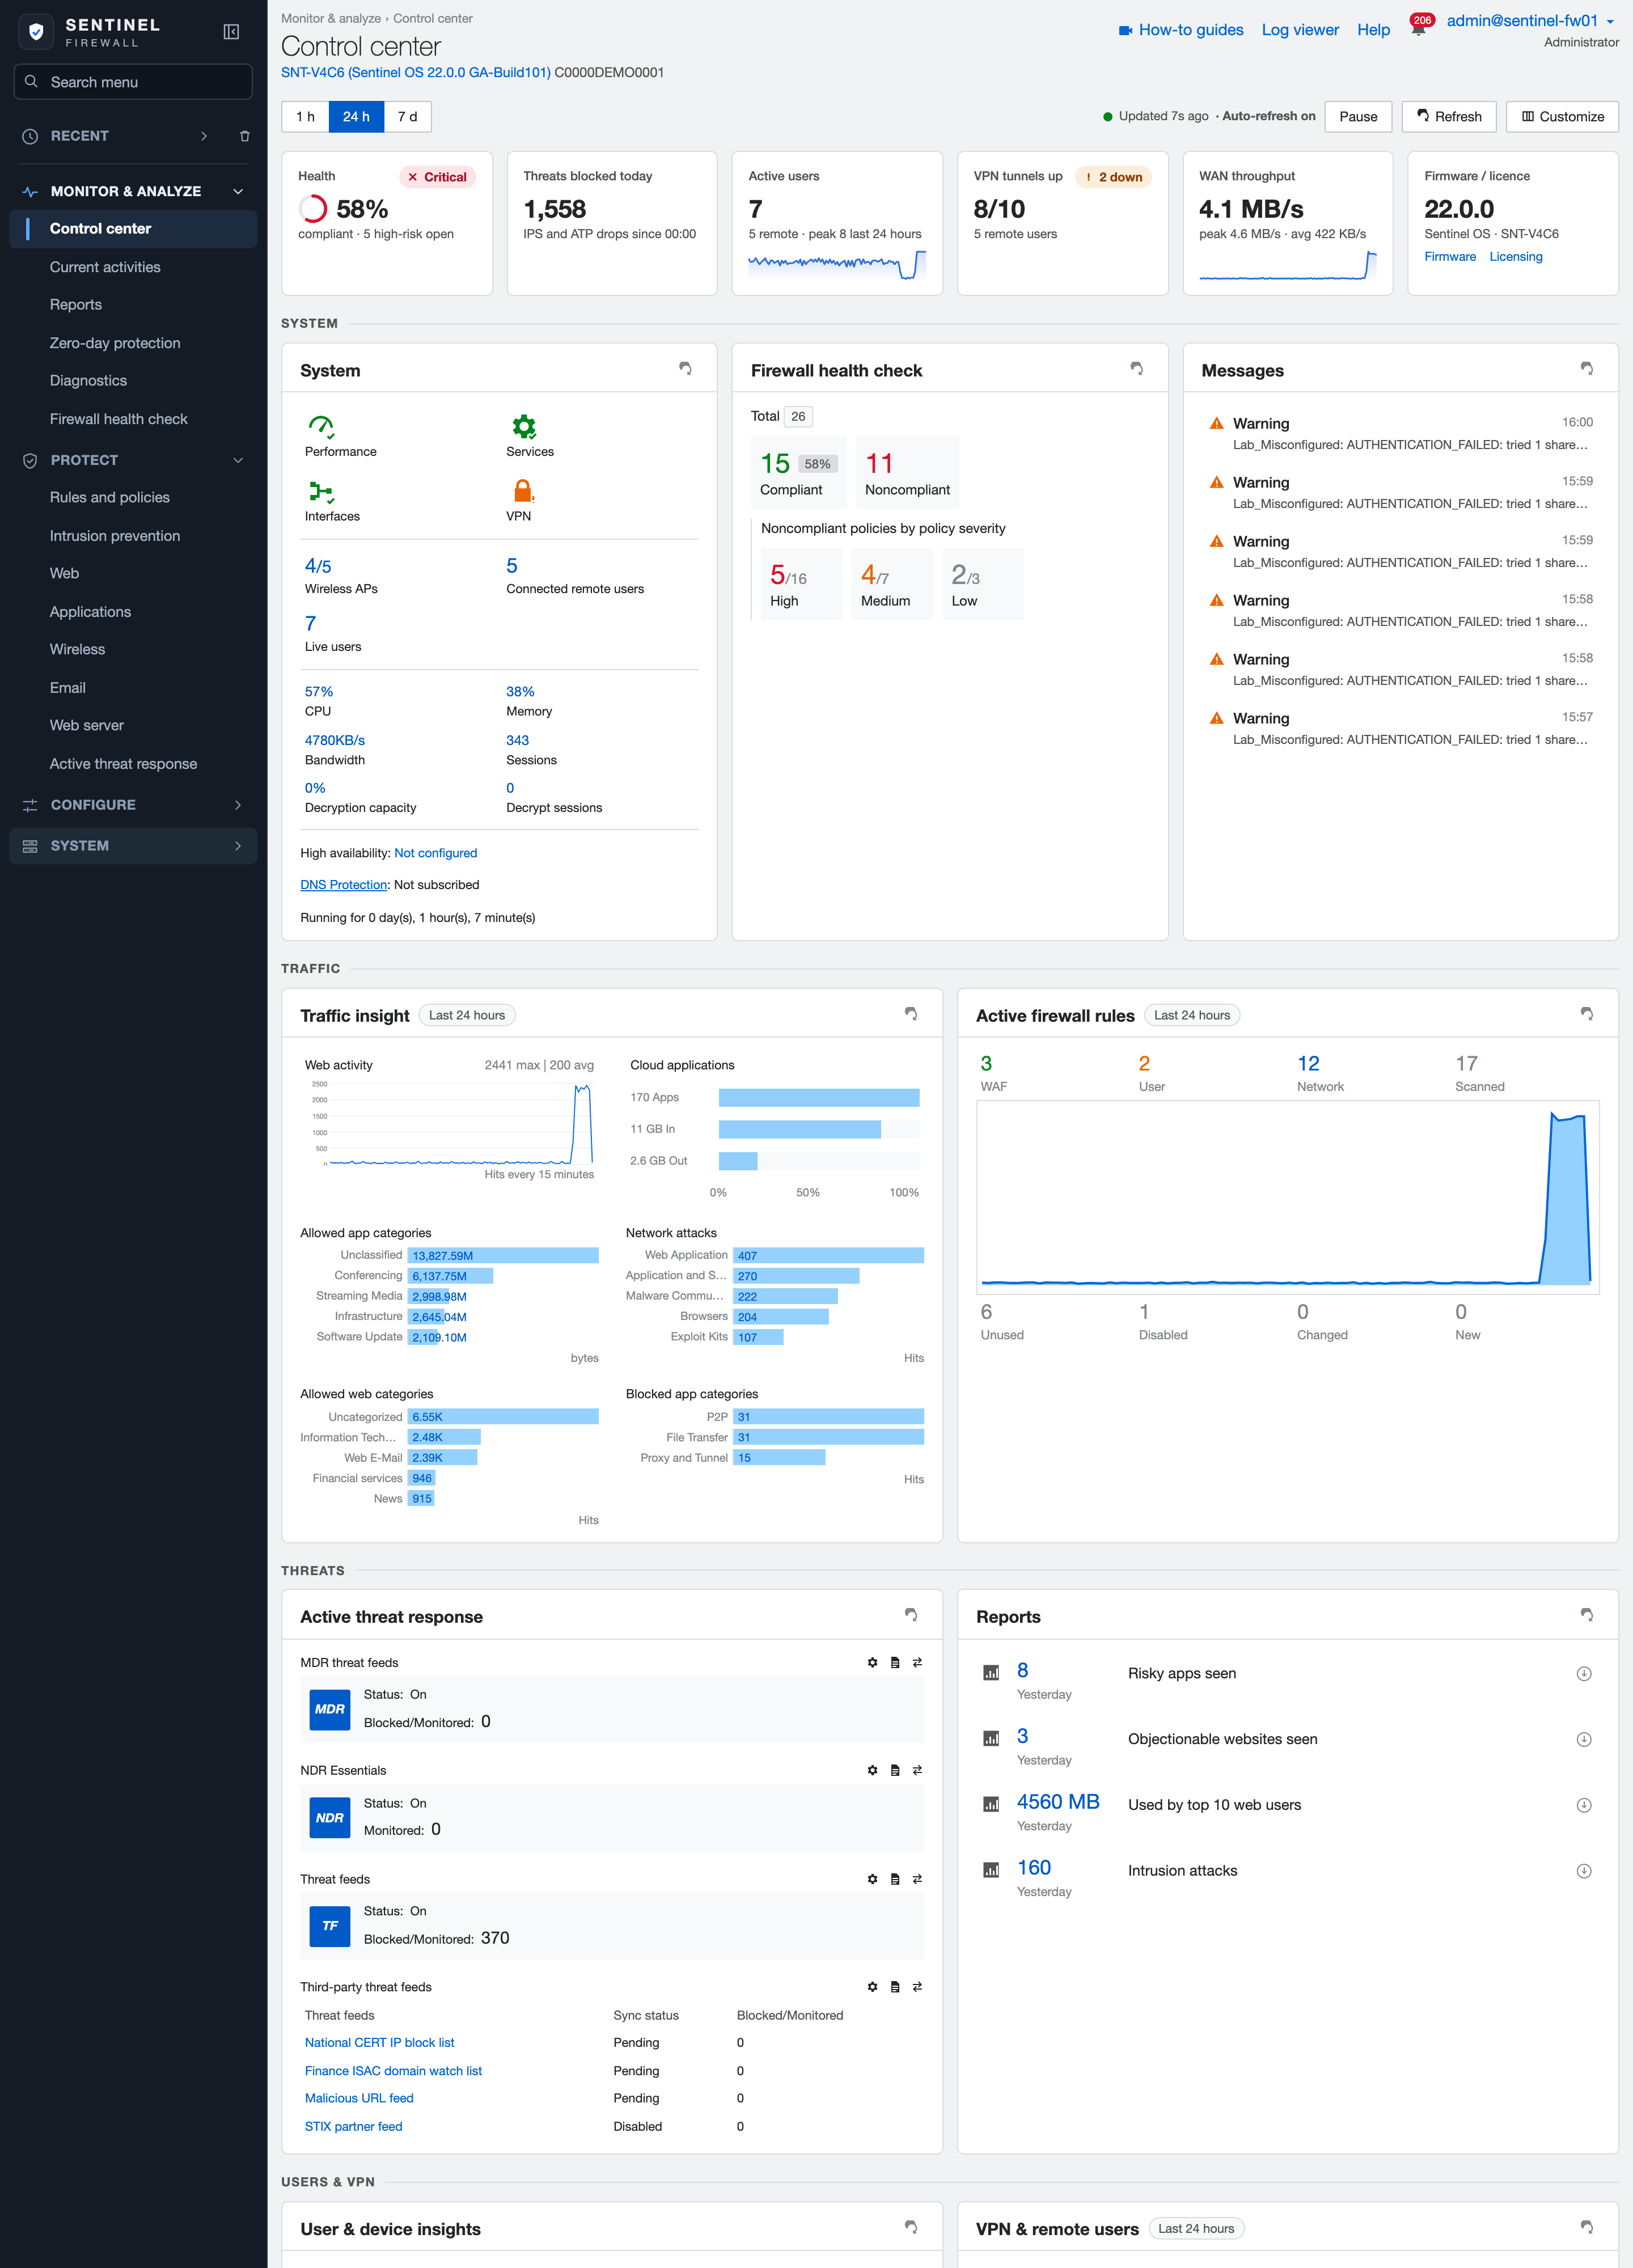 SENTINEL
FIREWALL
Search menu
RECENT
MONITOR & ANALYZE
Control center
Current activities
Reports
Zero-day protection
Diagnostics
Firewall health check
PROTECT
Rules and policies
Intrusion prevention
Web
Applications
Wireless
Email
Web server
Active threat response
CONFIGURE
SYSTEM
Monitor & analyze › Control center
Control center
SNT-V4C6 (Sentinel OS 22.0.0 GA-Build101) C0000DEMO0001
How-to guides Log viewer Help 206 admin@sentinel-fw01
Administrator
1 h 24 h 7 d
Updated 7s ago · Auto-refresh on Pause Refresh Customize
Health × Critical
58%
compliant · 5 high-risk open
Threats blocked today
1,558
IPS and ATP drops since 00:00
Active users
7
5 remote · peak 8 last 24 hours
VPN tunnels up ! 2 down
8/10
5 remote users
WAN throughput
4.1 MB/s
peak 4.6 MB/s · avg 422 KB/s
Firmware / licence
22.0.0
Sentinel OS · SNT-V4C6
Firmware Licensing
SYSTEM
System
Performance Services
Interfaces VPN
4/5 5
Wireless APs Connected remote users
7
Live users
57% 38%
CPU Memory
4780KB/s 343
Bandwidth Sessions
0% 0
Decryption capacity Decrypt sessions
High availability: Not configured
DNS Protection: Not subscribed
Running for 0 day(s), 1 hour(s), 7 minute(s)
Firewall health check
Total 26
15 58% 11
Compliant Noncompliant
Noncompliant policies by policy severity
5/16 4/7 2/3
High Medium Low
Messages
Warning 16:00
Lab_Misconfigured: AUTHENTICATION_FAILED: tried 1 share...
Warning 15:59
Lab_Misconfigured: AUTHENTICATION_FAILED: tried 1 share...
Warning 15:59
Lab_Misconfigured: AUTHENTICATION_FAILED: tried 1 share...
Warning 15:58
Lab_Misconfigured: AUTHENTICATION_FAILED: tried 1 share...
Warning 15:58
Lab_Misconfigured: AUTHENTICATION_FAILED: tried 1 share...
Warning 15:57
Lab_Misconfigured: AUTHENTICATION_FAILED: tried 1 share...
TRAFFIC
Traffic insight Last 24 hours
Web activity 2441 max | 200 avg
2500
2000
1500
1000
500
0
Hits every 15 minutes
Cloud applications
170 Apps
11 GB In
2.6 GB Out
0% 50% 100%
Allowed app categories
Unclassified 13,827.59M
Conferencing 6,137.75M
Streaming Media 2,998.98M
Infrastructure 2,645.04M
Software Update 2,109.10M
bytes
Network attacks
Web Application 407
Application and S... 270
Malware Commu... 222
Browsers 204
Exploit Kits 107
Hits
Allowed web categories
Uncategorized 6.55K
Information Tech... 2.48K
Web E-Mail 2.39K
Financial services 946
News 915
Hits
Blocked app categories
P2P 31
File Transfer 31
Proxy and Tunnel 15
Hits
Active firewall rules Last 24 hours
3 2 12 17
WAF User Network Scanned
6 1 0 0
Unused Disabled Changed New
THREATS
Active threat response
MDR threat feeds
MDR
Status: On
Blocked/Monitored: 0
NDR Essentials
NDR
Status: On
Monitored: 0
Threat feeds
TF
Status: On
Blocked/Monitored: 370
Third-party threat feeds
Threat feeds Sync status Blocked/Monitored
National CERT IP block list Pending 0
Finance ISAC domain watch list Pending 0
Malicious URL feed Pending 0
STIX partner feed Disabled 0
Reports
8 Risky apps seen
Yesterday
3 Objectionable websites seen
Yesterday
4560 MB Used by top 10 web users
Yesterday
160 Intrusion attacks
Yesterday
USERS & VPN
User & device insights
VPN & remote users Last 24 hours